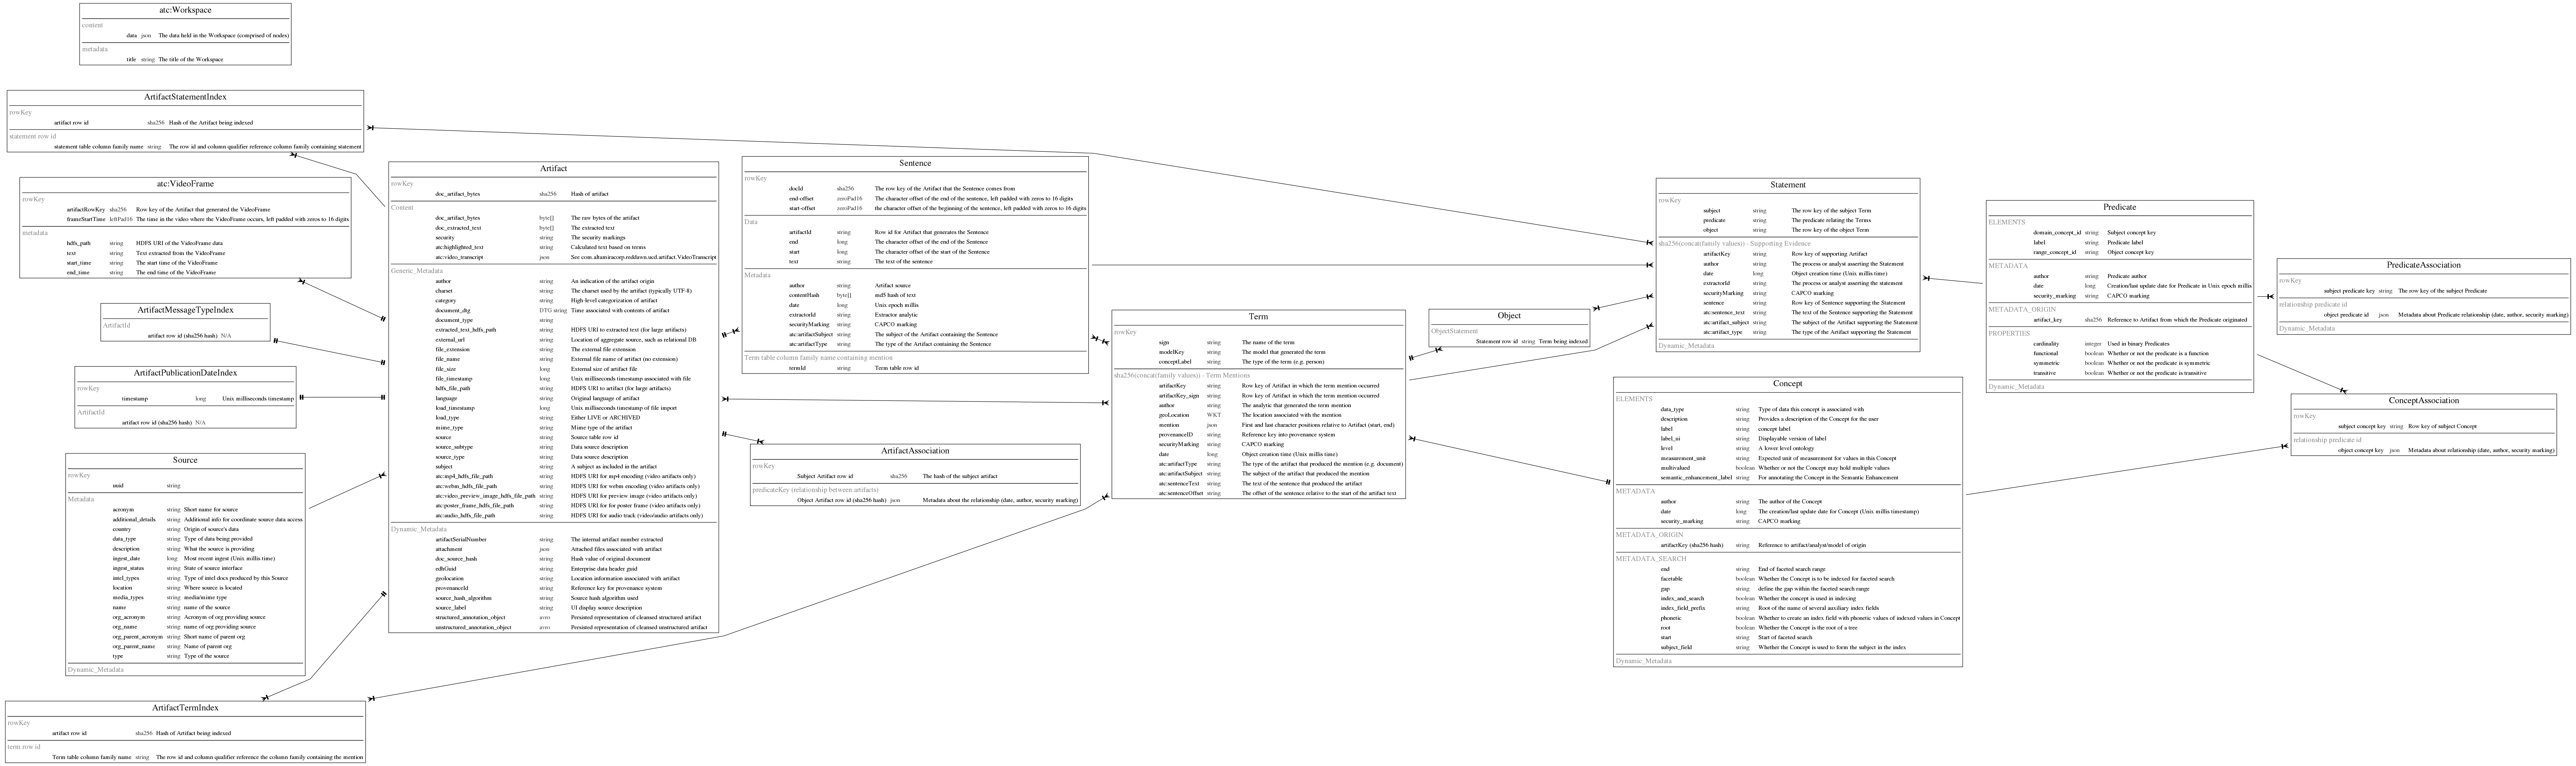 atc:Workspace
content
data json The data held in the Workspace (comprised of nodes)
metadata
title string The title of the Workspace
ArtifactStatementIndex
rowKey
artifact row id sha256 Hash of the Artifact being indexed
statement row id
statement table column family name string The row id and column qualifier reference column family containing statement
atc:VideoFrame
rowKey
artifactRowKey sha256 Row key of the Artifact that generated the VideoFrame
frameStartTime leftPad16 The time in the video where the VideoFrame occurs, left padded with zeros to 16 digits
metadata
hdfs_path string HDFS URI of the VideoFrame data
text string Text extracted from the VideoFrame
start_time string The start time of the VideoFrame
end_time string The end time of the VideoFrame
ArtifactMessageTypeIndex
ArtifactId
artifact row id (sha256 hash) N/A
ArtifactPublicationDateIndex
rowKey
timestamp long Unix milliseconds timestamp
ArtifactId
artifact row id (sha256 hash) N/A
Source
rowKey
uuid string
Metadata
acronym string Short name for source
additional_details string Additional info for coordinate source data access
country string Origin of source's data
data_type string Type of data being provided
description string What the source is providing
ingest_date long Most recent ingest (Unix millis time)
ingest_status string State of source interface
intel_types string Type of intel docs produced by this Source
location string Where source is located
media_types string media/mime type
name string name of the source
org_acronym string Acronym of org providing source
org_name string name of org providing source
org_parent_acronym string Short name of parent org
org_parent_name string Name of parent org
type string Type of the source
Dynamic_Metadata
ArtifactTermIndex
rowKey
artifact row id sha256 Hash of Artifact being indexed
term row id
Term table column family name string The row id and column qualifier reference the column family containing the mention
Artifact
rowKey
doc_artifact_bytes sha256 Hash of artifact
Content
doc_artifact_bytes byte[] The raw bytes of the artifact
doc_extracted_text byte[] The extracted text
security string The security markings
atc:highlighted_text string Calculated text based on terms
atc:video_transcript json See com.altamiracorp.reddawn.ucd.artifact.VideoTranscript
Generic_Metadata
author string An indication of the artifact origin
charset string The charset used by the artifact (typically UTF-8)
category string High-level categorization of artifact
document_dtg DTG string Time associated with contents of artifact
document_type string
extracted_text_hdfs_path string HDFS URI to extracted text (for large artifacts)
external_url string Location of aggregate source, such as relational DB
file_extension string The external file extension
file_name string External file name of artifact (no extension)
file_size long External size of artifact file
file_timestamp long Unix milliseconds timestamp associated with file
hdfs_file_path string HDFS URI to artifact (for large artifacts)
language string Original language of artifact
load_timestamp long Unix milliseconds timestamp of file import
load_type string Either LIVE or ARCHIVED
mime_type string Mime type of the artifact
source string Source table row id
source_subtype string Data source description
source_type string Data source description
subject string A subject as included in the artifact
atc:mp4_hdfs_file_path string HDFS URI for mp4 encoding (video artifacts only)
atc:webm_hdfs_file_path string HDFS URI for webm encoding (video artifacts only)
atc:video_preview_image_hdfs_file_path string HDFS URI for preview image (video artifacts only)
atc:poster_frame_hdfs_file_path string HDFS URI for for poster frame (video artifacts only)
atc:audio_hdfs_file_path string HDFS URI for audio track (video/audio artifacts only)
Dynamic_Metadata
artifactSerialNumber string The internal artifact number extracted
attachment json Attached files associated with artifact
doc_source_hash string Hash value of original document
edhGuid string Enterprise data header guid
geolocation string Location information associated with artifact
provenanceId string Reference key for provenance system
source_hash_algorithm string Source hash algorithm used
source_label string UI display source description
structured_annotation_object avro Persisted representation of cleansed structured artifact
unstructured_annotation_object avro Persisted representation of cleansed unstructured artifact
Sentence
rowKey
docId sha256 The row key of the Artifact that the Sentence comes from
end-offset zeroPad16 The character offset of the end of the sentence, left padded with zeros to 16 digits
start-offset zeroPad16 the character offset of the beginning of the sentence, left padded with zeros to 16 digits
Data
artifactId string Row id for Artifact that generates the Sentence
end long The character offset of the end of the Sentence
start long The character offset of the start of the Sentence
text string The text of the sentence
Metadata
author string Artifact source
contentHash byte[] md5 hash of text
date long Unix epoch millis
extractorId string Extractor analytic
securityMarking string CAPCO marking
atc:artifactSubject string The subject of the Artifact containing the Sentence
atc:artifactType string The type of the Artifact containing the Sentence
Term table column family name containing mention
termId string Term table row id
ArtifactAssociation
rowKey
Subject Artifact row id sha256 The hash of the subject artifact
predicateKey (relationship between artifacts)
Object Artifact row id (sha256 hash) json Metadata about the relationship (date, author, security marking)
Term
rowKey
sign string The name of the term
modelKey string The model that generated the term
conceptLabel string The type of the term (e.g. person)
sha256(concat(family values)) - Term Mentions
artifactKey string Row key of Artifact in which the term mention occurred
artifactKey_sign string Row key of Artifact in which the term mention occurred
author string The analytic that generated the term mention
geoLocation WKT The location associated with the mention
mention json First and last character positions relative to Artifact (start, end)
provenanceID string Reference key into provenance system
securityMarking string CAPCO marking
date long Object creation time (Unix millis time)
atc:artifactType string The type of the artifact that produced the mention (e.g. document)
atc:artifactSubject string The subject of the artifact that produced the mention
atc:sentenceText string The text of the sentence that produced the artifact
atc:sentenceOffset string The offset of the sentence relative to the start of the artifact text
Object
ObjectStatement
Statement row id string Term being indexed
Statement
rowKey
subject string The row key of the subject Term
predicate string The predicate relating the Terms
object string The row key of the object Term
sha256(concat(family values)) - Supporting Evidence
artifactKey string Row key of supporting Artifact
author string The process or analyst asserting the Statement
date long Object creation time (Unix millis time)
extractorId string The process or analyst asserting the statement
securityMarking string CAPCO marking
sentence string Row key of Sentence supporting the Statement
atc:sentence_text string The text of the Sentence supporting the Statement
atc:artifact_subject string The subject of the Artifact supporting the Statement
atc:artifact_type string The type of the Artifact supporting the Statement
Dynamic_Metadata
Concept
ELEMENTS
data_type string Type of data this concept is associated with
description string Provides a description of the Concept for the user
label string concept label
label_ui string Displayable version of label
level string A lower level ontology
measurement_unit string Expected unit of measurement for values in this Concept
multivalued boolean Whether or not the Concept may hold multiple values
semantic_enhancement_label string For annotating the Concept in the Semantic Enhancement
METADATA
author string The author of the Concept
date long The creation/last update date for Concept (Unix millis timestamp)
security_marking string CAPCO marking
METADATA_ORIGIN
artifactKey (sha256 hash) string Reference to artifact/analyst/model of origin
METADATA_SEARCH
end string End of faceted search range
facetable boolean Whether the Concept is to be indexed for faceted search
gap string define the gap within the faceted search range
index_and_search boolean Whether the concept is used in indexing
index_field_prefix string Root of the name of several auxiliary index fields
phonetic boolean Whether to create an index field with phonetic values of indexed values in Concept
root boolean Whether the Concept is the root of a tree
start string Start of faceted search
subject_field string Whether the Concept is used to form the subject in the index
Dynamic_Metadata
Predicate
ELEMENTS
domain_concept_id string Subject concept key
label string Predicate label
range_concept_id string Object concept key
METADATA
author string Predicate author
date long Creation/last update date for Predicate in Unix epoch millis
security_marking string CAPCO marking
METADATA_ORIGIN
artifact_key sha256 Reference to Artifact from which the Predicate originated
PROPERTIES
cardinality integer Used in binary Predicates
functional boolean Whether or not the predicate is a function
symmetric boolean Whether or not the predicate is symmetric
transitive boolean Whether or not the predicate is transitive
Dynamic_Metadata
PredicateAssociation
rowKey
subject predicate key string The row key of the subject Predicate
relationship predicate id
object predicate id json Metadata about Predicate relationship (date, author, security marking)
Dynamic_Metadata
ConceptAssociation
rowKey
subject concept key string Row key of subject Concept
relationship predicate id
object concept key json Metadata about relationship (date, author, security marking)